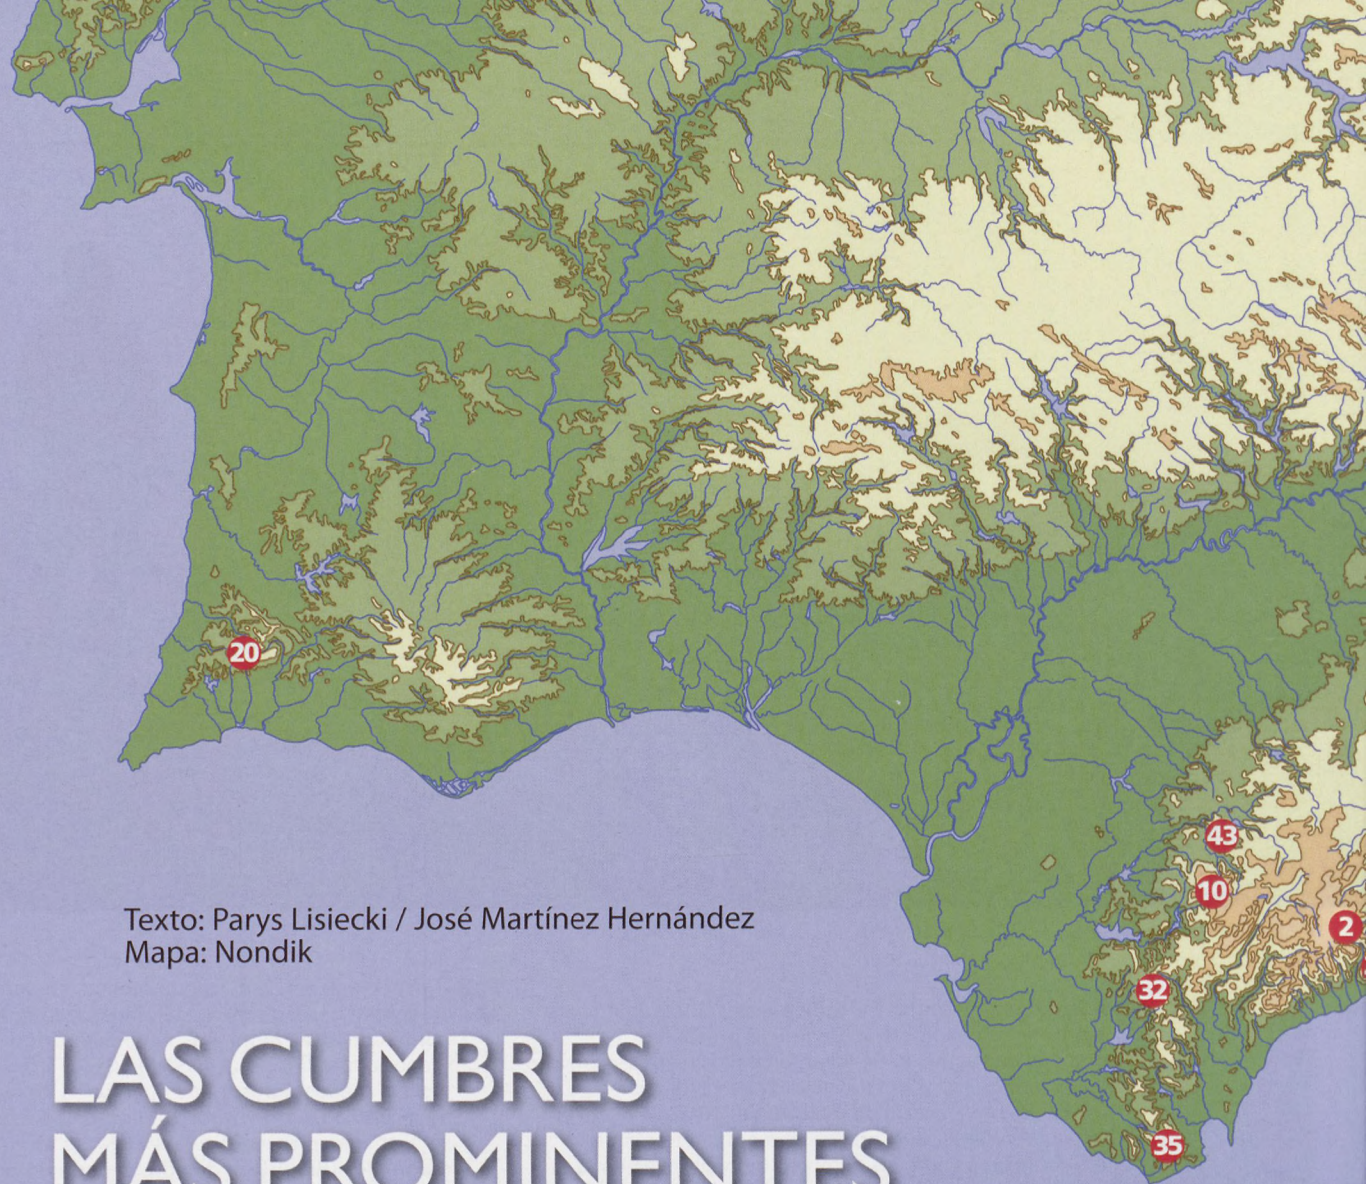 20
43
10
2
32
35
Texto: Parys Lisiecki / José Martínez Hernández
Mapa: Nondik
LAS CUMBRES
MÁS PROMINENTES